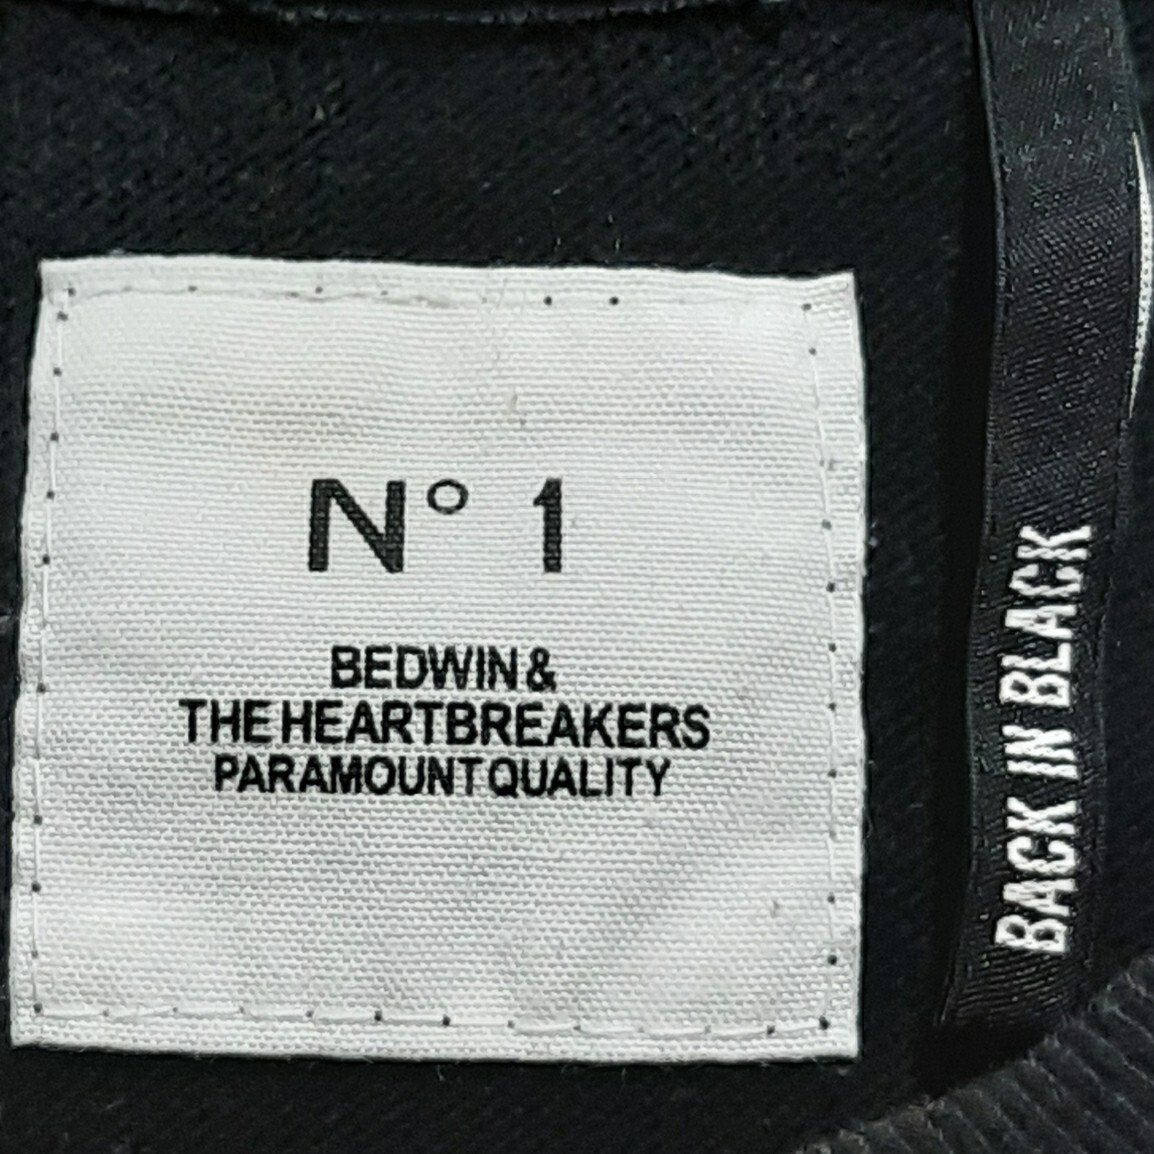 N° 1
BEDWIN &
THE HEARTBREAKERS
PARAMOUNT QUALITY
BACK IN BLACK